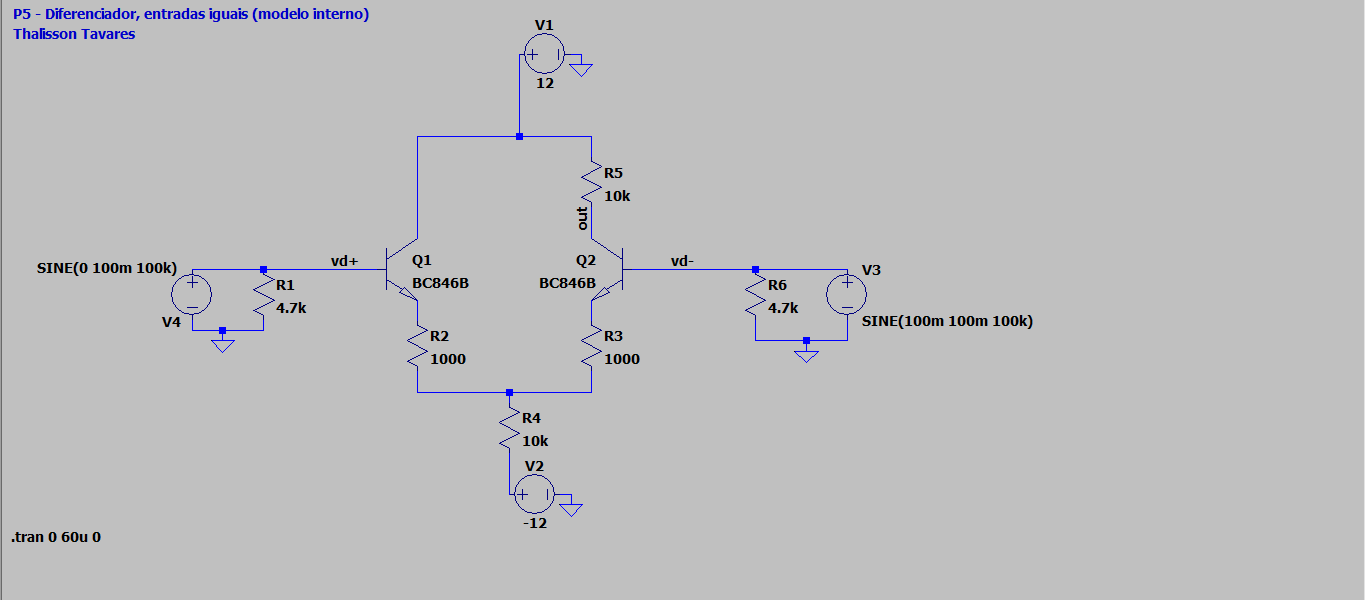 P5 - Diferenciador, entradas iguais (modelo interno)
Thalisson Tavares
V1
12
R5
10k
out
SINE(0 100m 100k)
V4
R1
4.7k
vd+
Q1
BC846B
Q2
BC846B
vd-
R6
4.7k
V3
SINE(100m 100m 100k)
R2
1000
R3
1000
R4
10k
V2
-12
.tran 0 60u 0